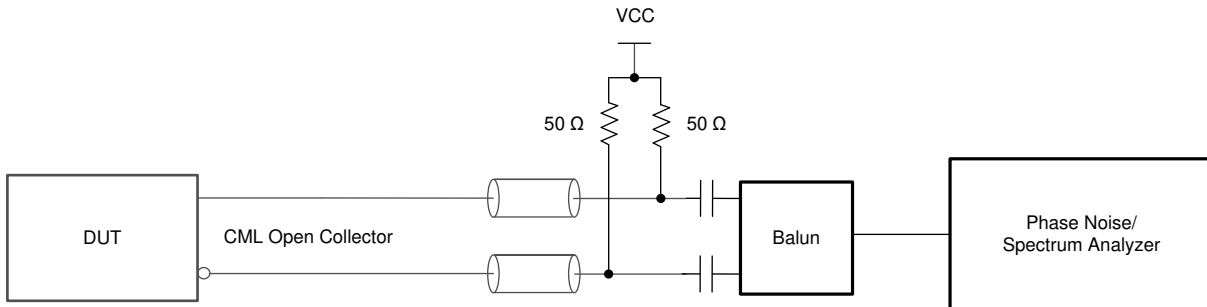 VCC
50 Ω
50 Ω
DUT
CML Open Collector
Balun
Phase Noise/
Spectrum Analyzer